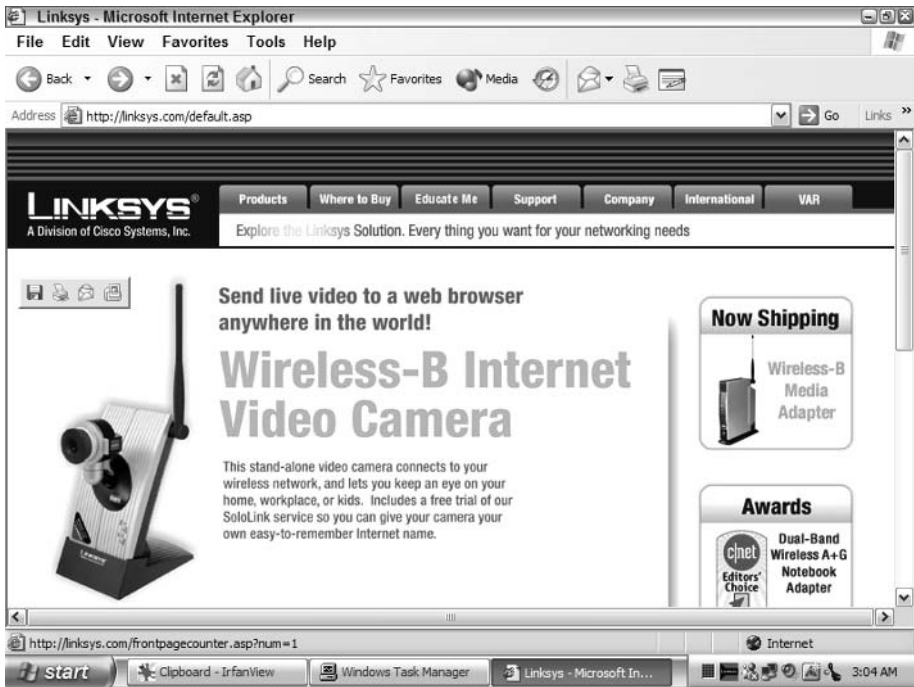 Linksys - Microsoft Internet Explorer
File Edit View Favorites Tools Help
Back Search Favorites Media
Address http://linksys.com/default.asp Go Links »
LINKSYS®
A Division of Cisco Systems, Inc.
Products Where to Buy Educate Me Support Company International VAR
Explore the Linksys Solution. Every thing you want for your networking needs
Send live video to a web browser
anywhere in the world!
Wireless-B Internet
Video Camera
This stand-alone video camera connects to your
wireless network, and lets you keep an eye on your
home, workplace, or kids. Includes a free trial of our
SoloLink service so you can give your camera your
own easy-to-remember Internet name.
Now Shipping
Wireless-B
Media
Adapter
Awards
c|net
Editors'
Choice
Dual-Band
Wireless A+G
Notebook
Adapter
http://linksys.com/frontpagecounter.asp?num=1 Internet
start Clipboard - IrfanView Windows Task Manager Linksys - Microsoft In... 3:04 AM